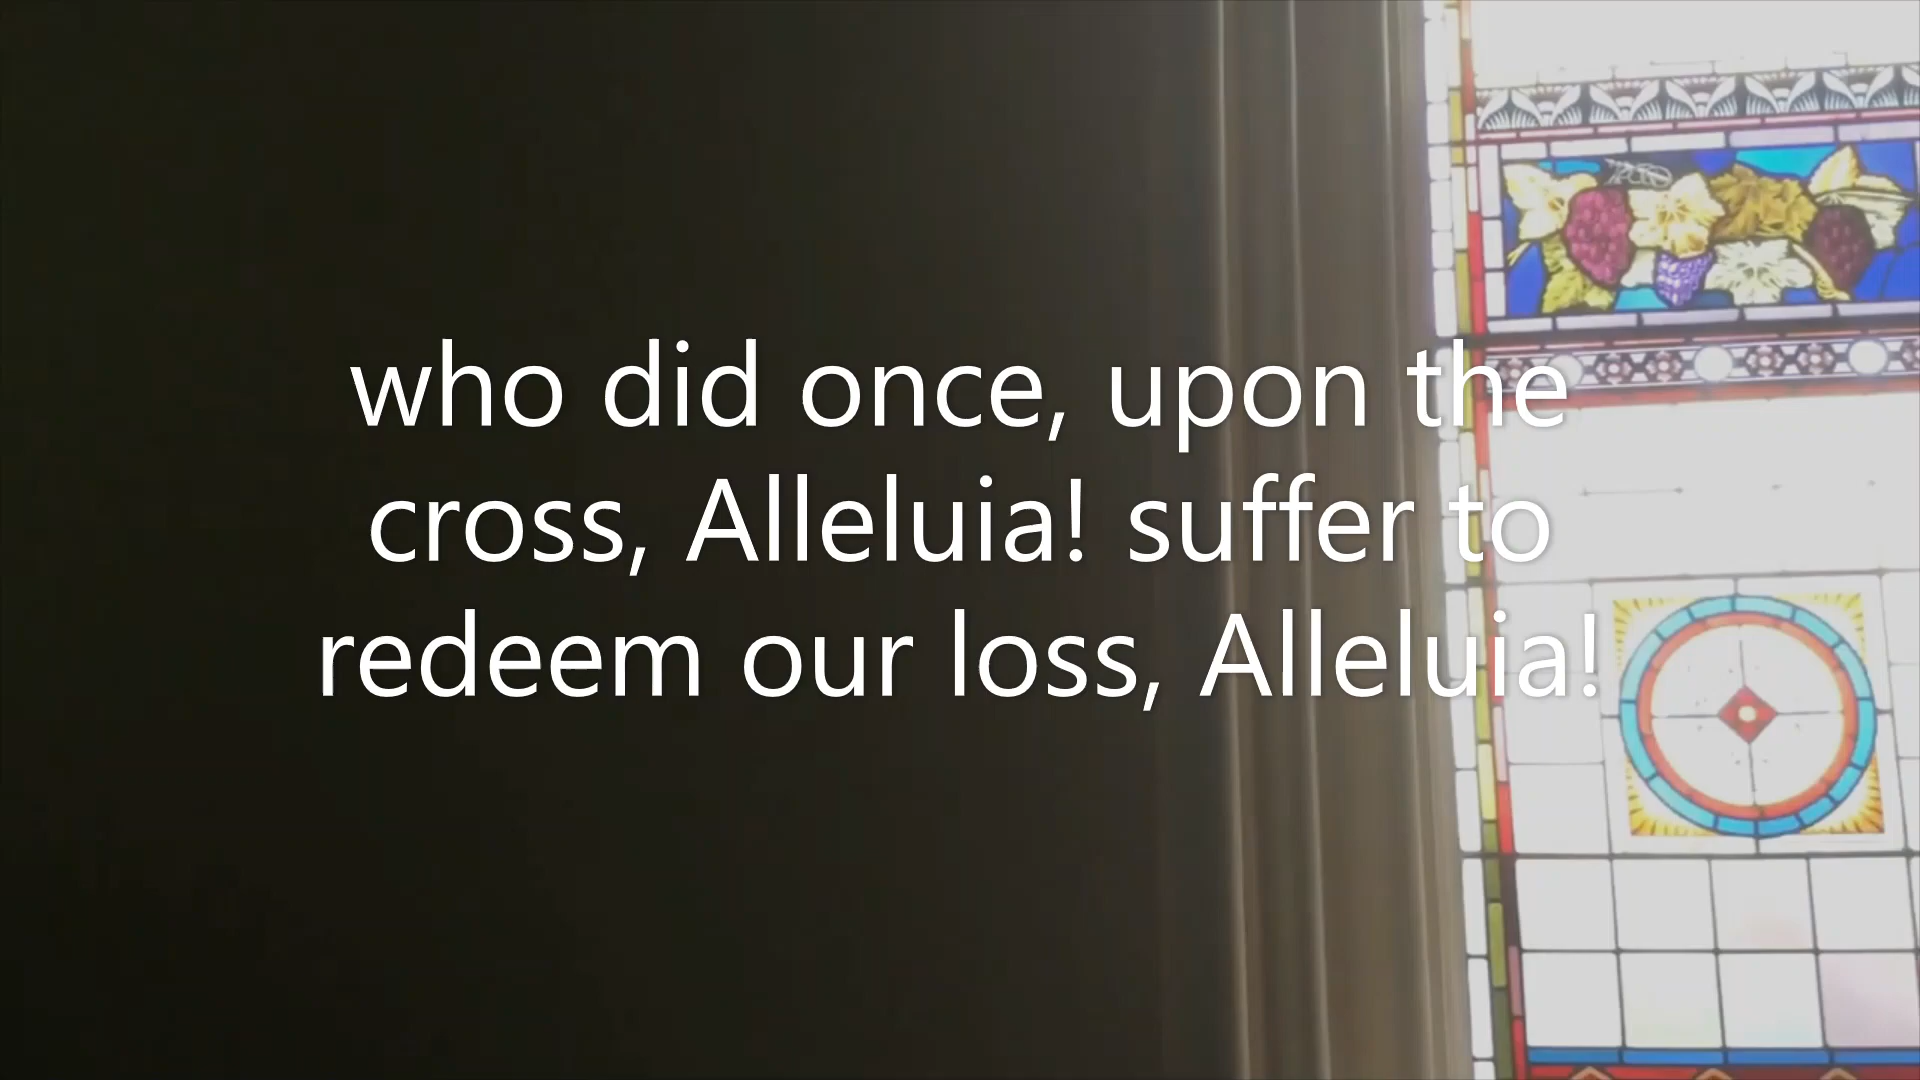 who did once, upon the
cross, Alleluia! suffer to
redeem our loss, Alleluia!